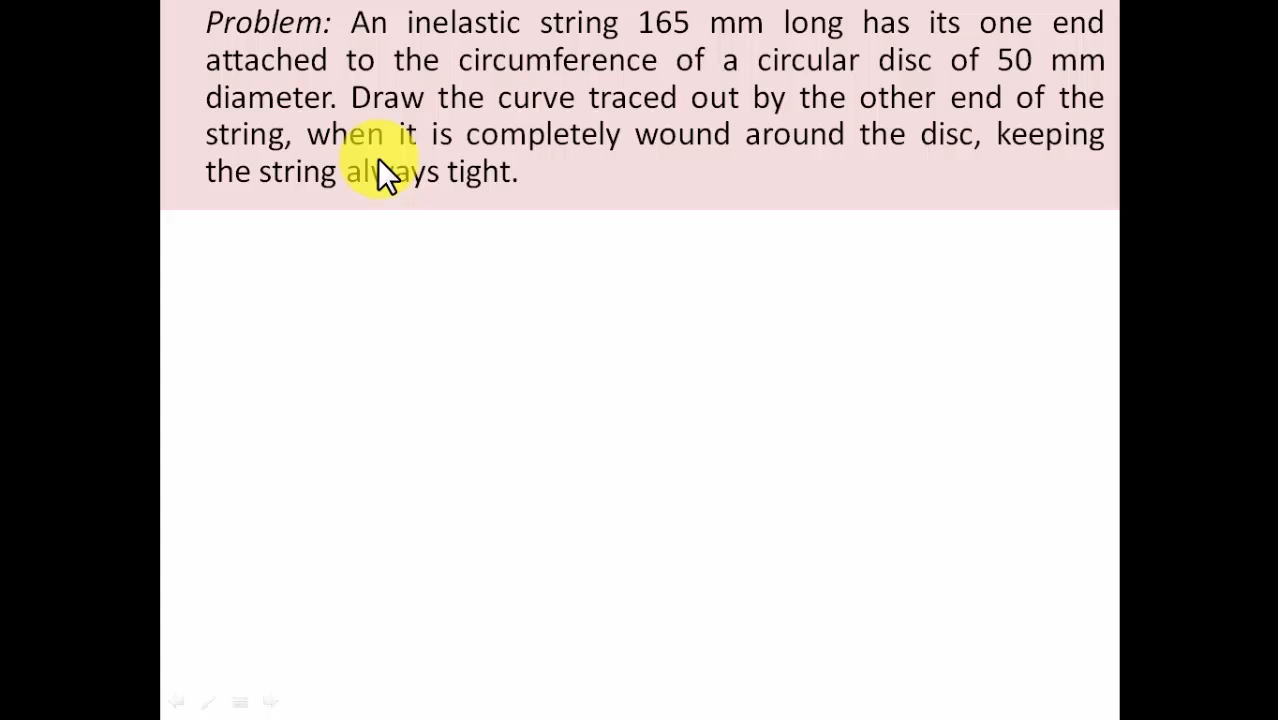 Problem: An inelastic string 165 mm long has its one end
attached to the circumference of a circular disc of 50 mm
diameter. Draw the curve traced out by the other end of the
string, when it is completely wound around the disc, keeping
the string always tight.